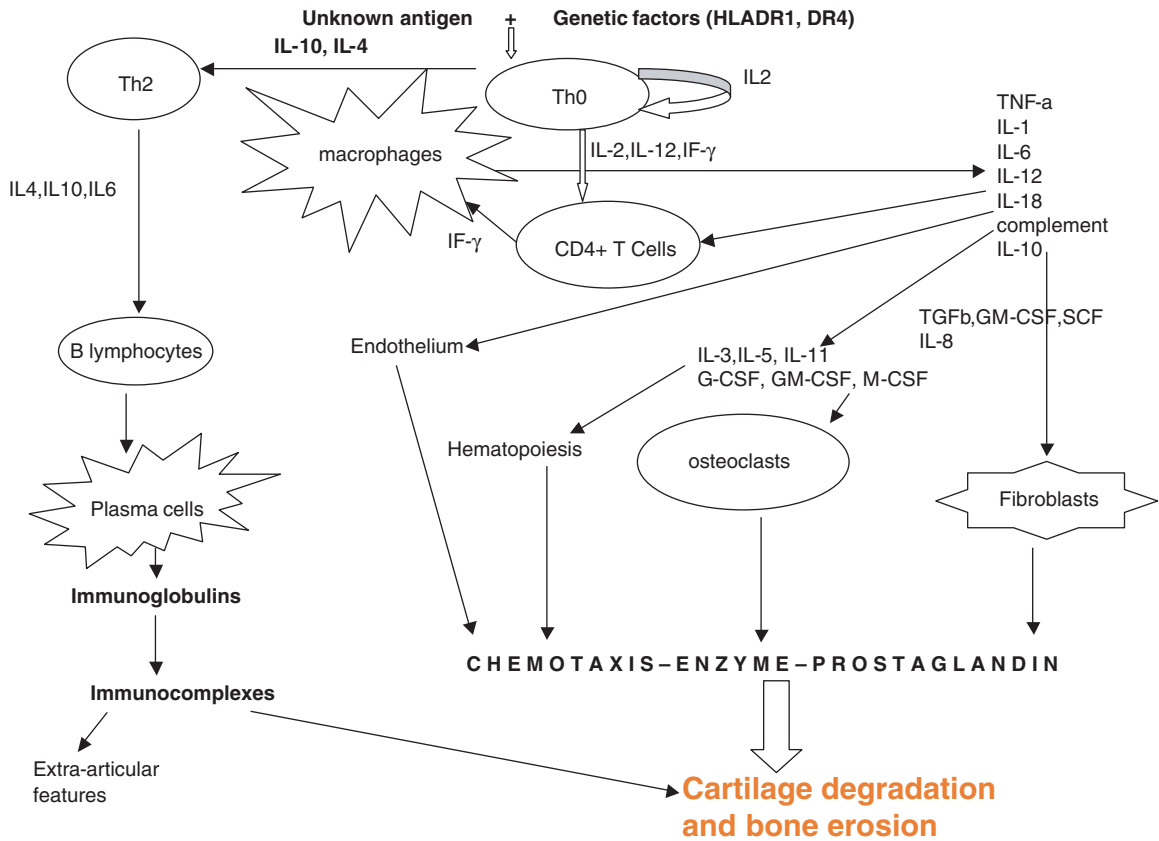 Unknown antigen + Genetic factors (HLADR1, DR4)
IL-10, IL-4
Th2
Th0
IL2
macrophages
IL-2,IL-12,IF-γ
TNF-a
IL-1
IL-6
IL-12
IL-18
complement
IL-10
IL4,IL10,IL6
IF-γ
CD4+ T Cells
TGFb,GM-CSF,SCF
IL-8
B lymphocytes
Endothelium
IL-3,IL-5, IL-11
G-CSF, GM-CSF, M-CSF
Hematopoiesis
osteoclasts
Fibroblasts
Plasma cells
Immunoglobulins
CHEMOTAXIS–ENZYME–PROSTAGLANDIN
Immunocomplexes
Extra-articular
features
Cartilage degradation
and bone erosion